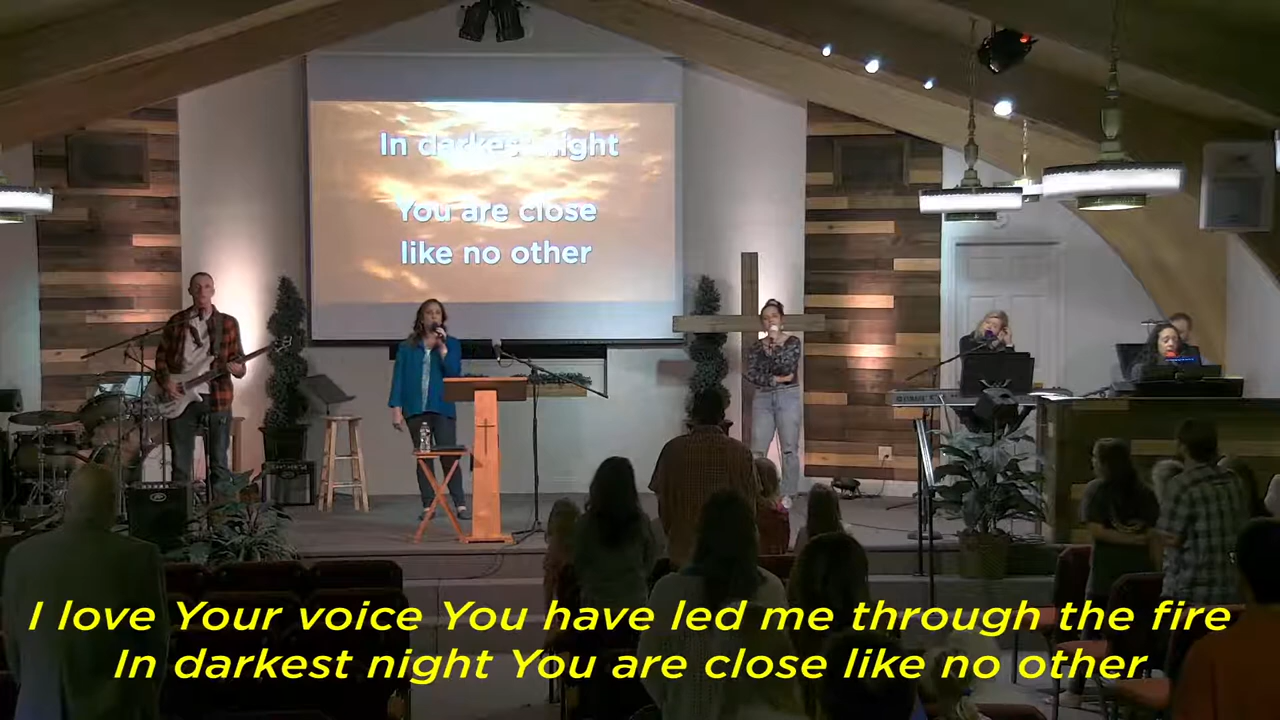 In darkest night
You are close
like no other
I love Your voice You have led me through the fire
In darkest night You are close like no other